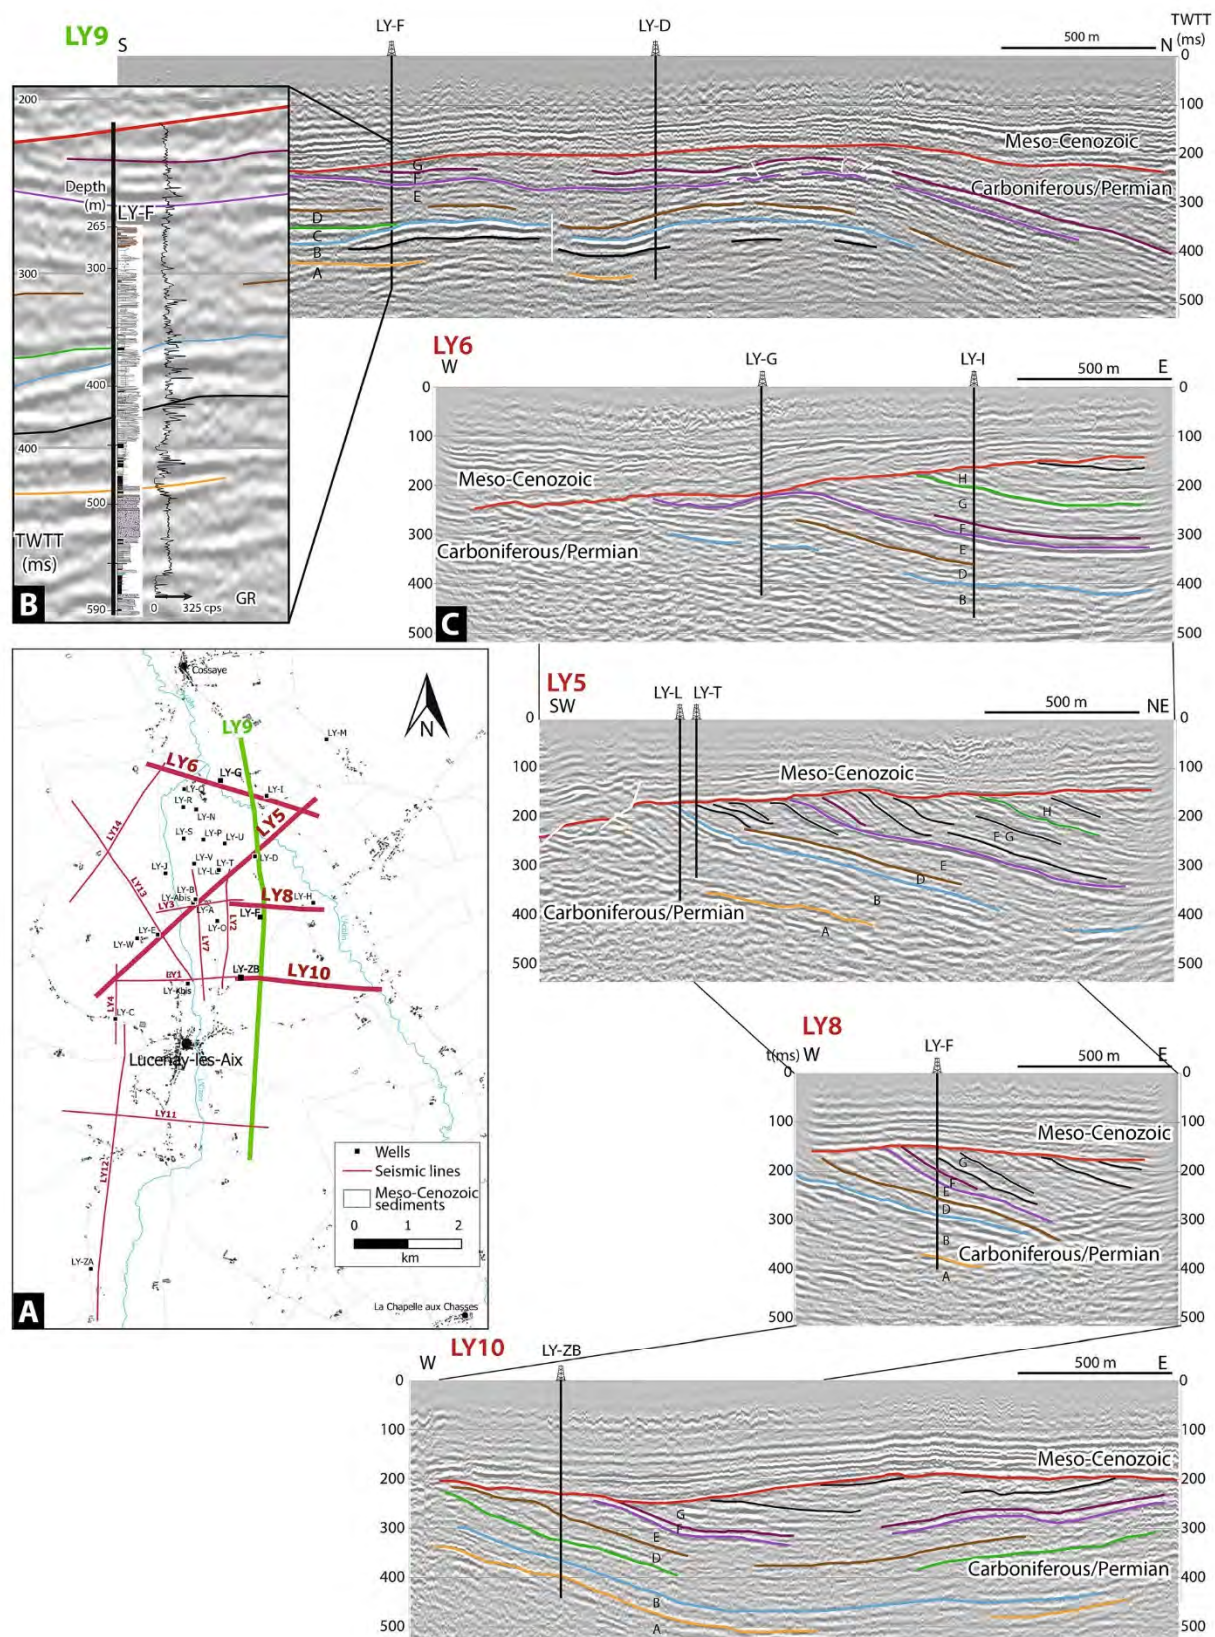 LY9
S
LY-F
LY-D
500 m
N
TWTT
(ms)
0
100
200
300
400
500
Meso-Cenozoic
Carboniferous/Permian
G
F
E
D
C
B
A
200
300
400
TWTT
(ms)
Depth
(m)
LY-F
265
300
400
500
590
0
325 cps
GR
B
LY6
W
LY-G
LY-I
500 m
E
0
100
200
300
400
500
0
100
200
300
400
500
Meso-Cenozoic
Carboniferous/Permian
H
G
F
E
D
B
C
LY5
SW
LY-L
LY-T
500 m
NE
0
100
200
300
400
500
0
100
200
300
400
500
Meso-Cenozoic
Carboniferous/Permian
H
F-G
E
D
B
A
LY8
t(ms)
W
LY-F
500 m
E
0
100
200
300
400
500
0
100
200
300
400
500
Meso-Cenozoic
Carboniferous/Permian
G
F
E
D
B
A
LY10
W
LY-ZB
500 m
E
0
100
200
300
400
500
0
100
200
300
400
500
Meso-Cenozoic
Carboniferous/Permian
G
F
E
D
B
A
Cossaye
N
LY9
LY-M
LY6
LY-G
LY-I
LY-Q
LY-R
LY-N
LY5
LY14
LY-S
LY-P
LY-U
LY-D
LY-V
LY-J
LY-T
LY13
LY-B
LY-Abis
LY3
LY-A
LY8
LY-H
LY-F
LY-O
LY2
LY7
LY-E
LY-W
LY-ZB
LY1
LY10
LY-Kbis
LY4
LY-C
Lucenay-lès-Aix
LY11
LY12
LY-ZA
La Chapelle aux Chasses
Wells
Seismic lines
Meso-Cenozoic
sediments
0
1
2
km
A